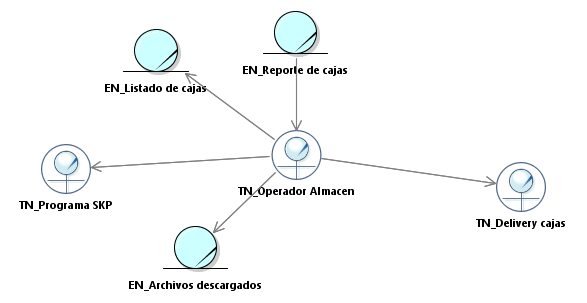 EN_Reporte de cajas
EN_Listado de cajas
TN_Operador Almacen
TN_Programa SKP
TN_Delivery cajas
EN_Archivos descargados